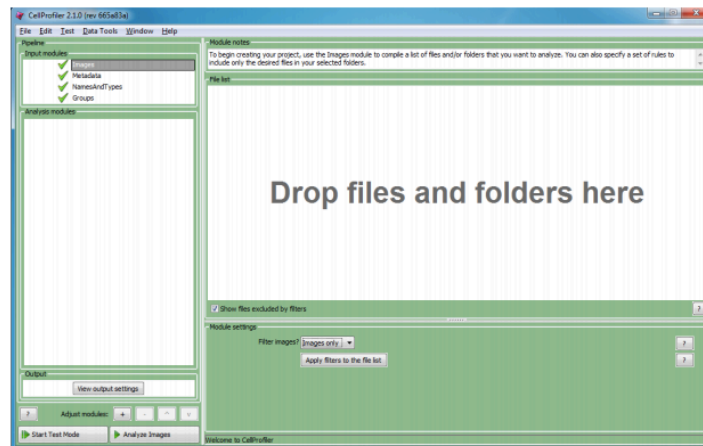 CellProfiler 2.1.0 (rev 665a83a)
File Edit Test Data Tools Window Help
Pipeline
Input modules
Images
Metadata
NamesAndTypes
Groups
Analysis modules
Output
View output settings
? Adjust modules: + - ^ v
Start Test Mode Analyze Images
Module notes
To begin creating your project, use the Images module to compile a list of files and/or folders that you want to analyze. You can also specify a set of rules to
include only the desired files in your selected folders.
File list
Drop files and folders here
Show files excluded by filters ?
Module settings
Filter images? Images only ?
Apply filters to the file list ?
Welcome to CellProfiler